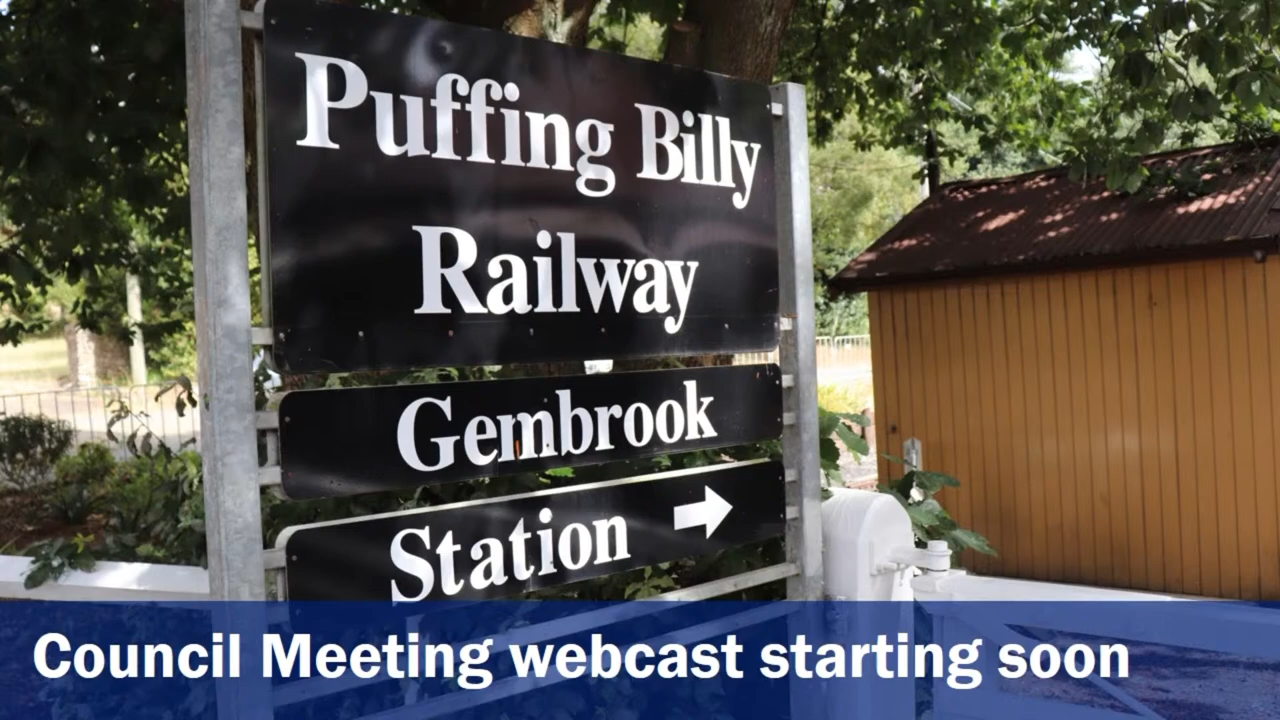 Puffing Billy
Railway
Gembrook
Station
Council Meeting webcast starting soon